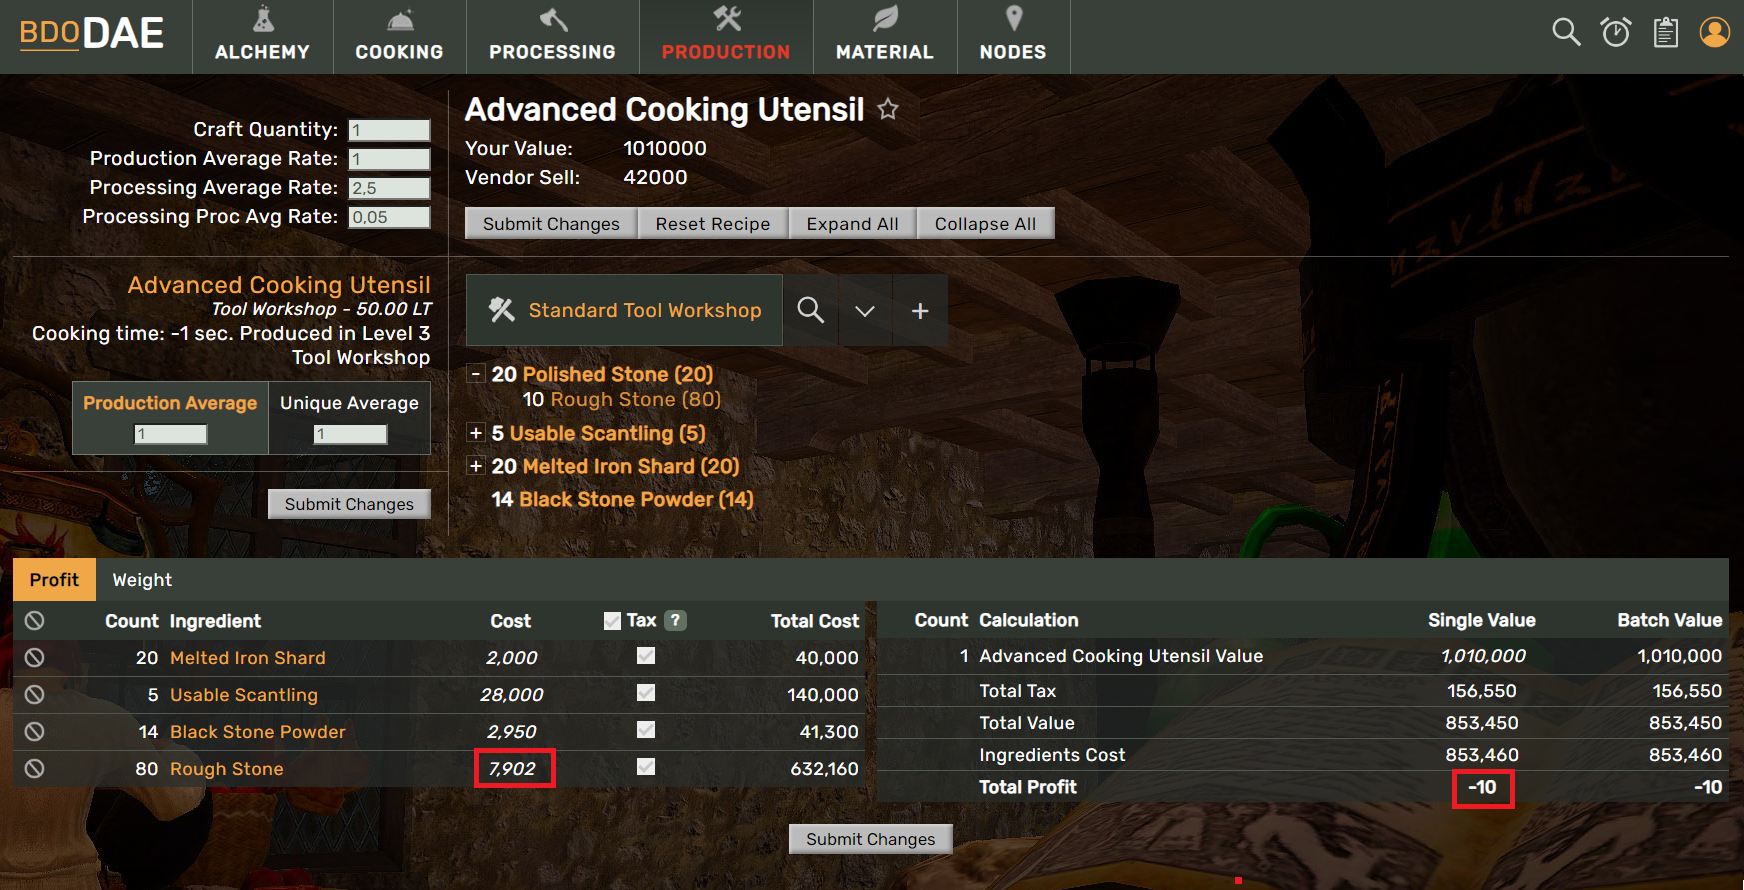 BDODAE
ALCHEMY
COOKING
PROCESSING
PRODUCTION
MATERIAL
NODES
Craft Quantity: 1
Production Average Rate: 1
Processing Average Rate: 2,5
Processing Proc Avg Rate: 0,05
Advanced Cooking Utensil
Your Value: 1010000
Vendor Sell: 42000
Submit Changes Reset Recipe Expand All Collapse All
Advanced Cooking Utensil
Tool Workshop - 50.00 LT
Cooking time: -1 sec. Produced in Level 3
Tool Workshop
Production Average Unique Average
1 1
Submit Changes
Standard Tool Workshop +
- 20 Polished Stone (20)
10 Rough Stone (80)
+ 5 Usable Scantling (5)
+ 20 Melted Iron Shard (20)
14 Black Stone Powder (14)
Profit Weight
Count Ingredient Cost Tax ? Total Cost
20 Melted Iron Shard 2,000 40,000
5 Usable Scantling 28,000 140,000
14 Black Stone Powder 2,950 41,300
80 Rough Stone 7,902 632,160
Count Calculation Single Value Batch Value
1 Advanced Cooking Utensil Value 1,010,000 1,010,000
Total Tax 156,550 156,550
Total Value 853,450 853,450
Ingredients Cost 853,460 853,460
Total Profit -10 -10
Submit Changes